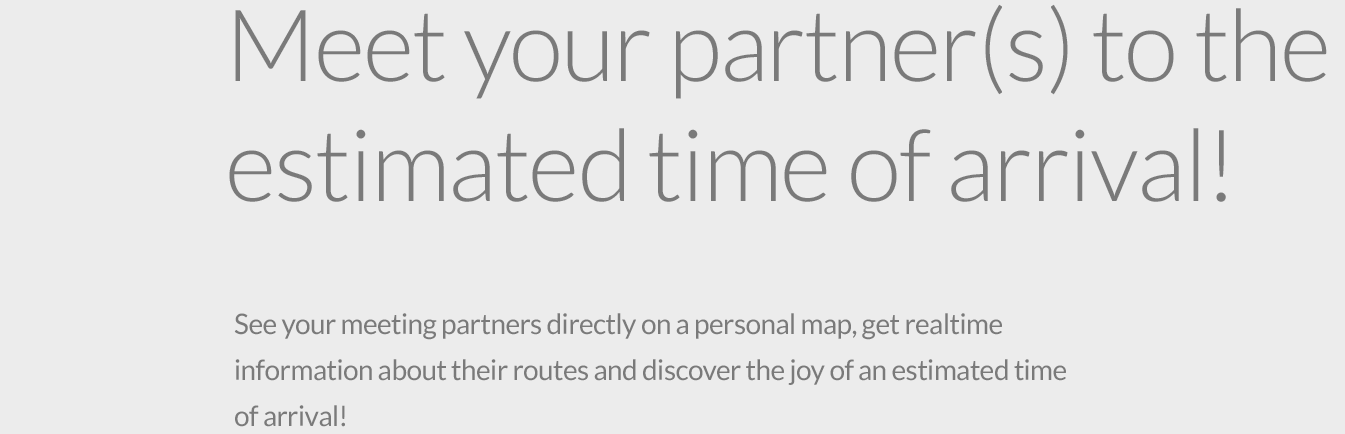 Meet your partner(s) to the
estimated time of arrival!
See your meeting partners directly on a personal map, get realtime
information about their routes and discover the joy of an estimated time
of arrival!